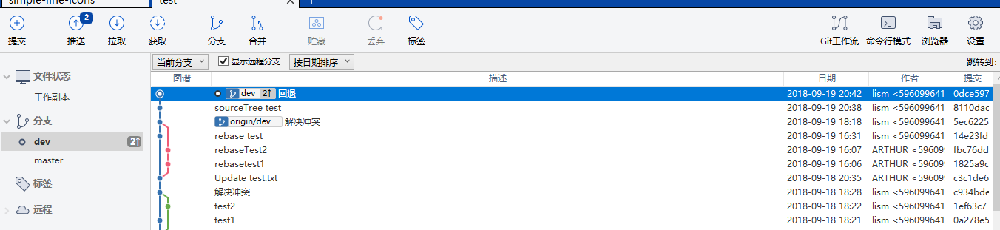 simple-line-icons test
2
提交 推送 拉取 获取 分支 合并 贮藏 丢弃 标签 Git工作流 命令行模式 浏览器 设置
当前分支 显示远程分支 按日期排序 跳转到:
文件状态
工作副本
分支
dev 2↑
master
标签
远程
图谱 描述 日期 作者 提交
dev 2↑ 回退 2018-09-19 20:42 lism <596099641 0dce597
sourceTree test 2018-09-19 20:38 lism <596099641 8110dac
origin/dev 解决冲突 2018-09-19 18:18 lism <596099641 5ec6225
rebase test 2018-09-19 16:31 lism <596099641 14e23fd
rebaseTest2 2018-09-19 16:07 ARTHUR <59609 fbc76dd
rebasetest1 2018-09-19 16:06 ARTHUR <59609 1825a9c
Update test.txt 2018-09-18 20:35 ARTHUR <59609 c3c1de6
解决冲突 2018-09-18 18:28 lism <596099641 c934bde
test2 2018-09-18 18:22 lism <596099641 1ef63c7
test1 2018-09-18 18:21 lism <596099641 0a278e5